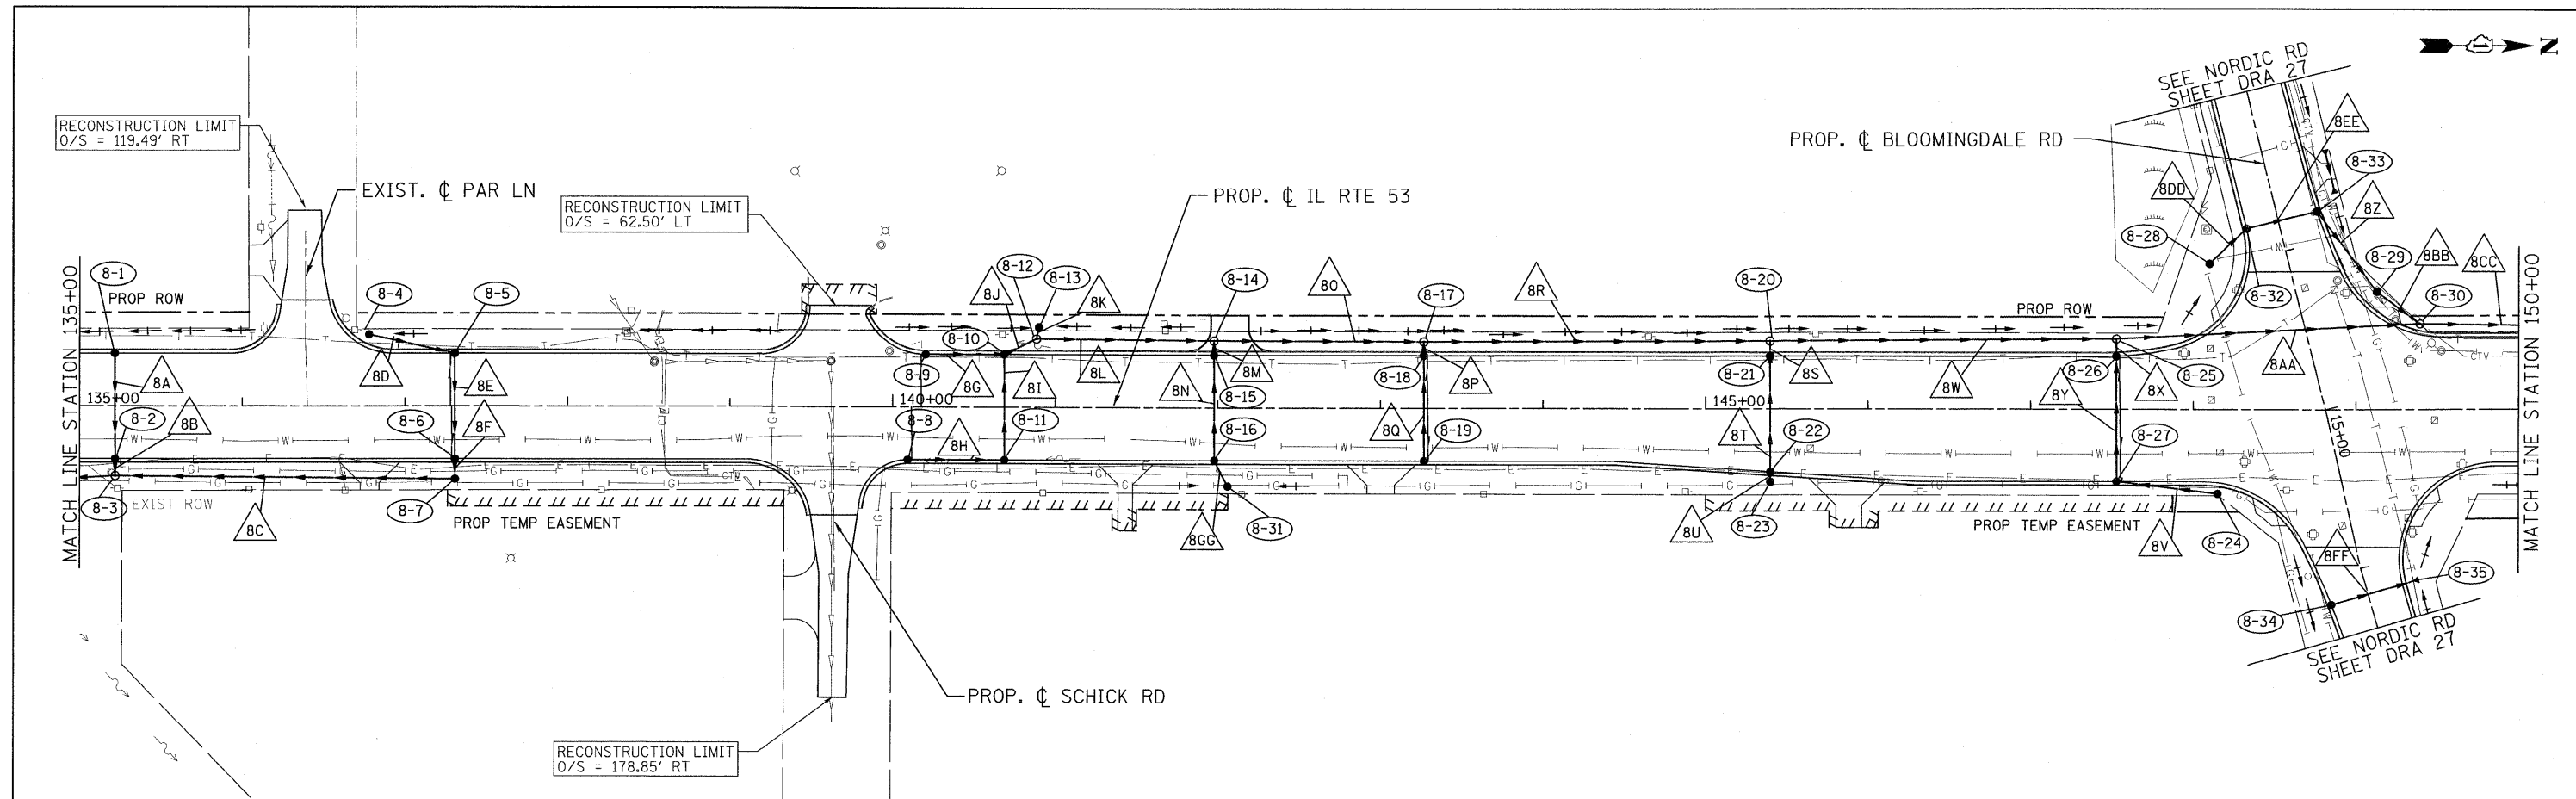 N
SEE NORDIC RD
SHEET DRA 27
RECONSTRUCTION LIMIT
O/S = 119.49' RT
EXIST. ℄ PAR LN
RECONSTRUCTION LIMIT
O/S = 62.50' LT
PROP. ℄ IL RTE 53
PROP. ℄ BLOOMINGDALE RD
8EE
8-33
8DD
8Z
8-28
8-29
8BB
8CC
8-1
PROP ROW
8-4
8-5
8-12
8-13
8J
8K
8-14
8O
8-17
8R
8-20
PROP ROW
8-32
8-30
MATCH LINE STATION 135+00
MATCH LINE STATION 150+00
8A
8D
8E
8-10
8-9
8G
8I
8L
8N
8M
8-15
8-18
8P
8-21
8S
8W
8Y
8-26
8X
8-25
8AA
CTV
135+00
140+00
145+00
115+00
8-2
8B
8-6
8F
8-8
8H
8-11
8-16
8Q
8-19
8T
8-22
8-27
8-3
EXIST ROW
8C
8-7
PROP TEMP EASEMENT
8GG
8-31
8U
8-23
PROP TEMP EASEMENT
8V
8-24
8FF
8-35
8-34
SEE NORDIC RD
SHEET DRA 27
PROP. ℄ SCHICK RD
RECONSTRUCTION LIMIT
O/S = 178.85' RT